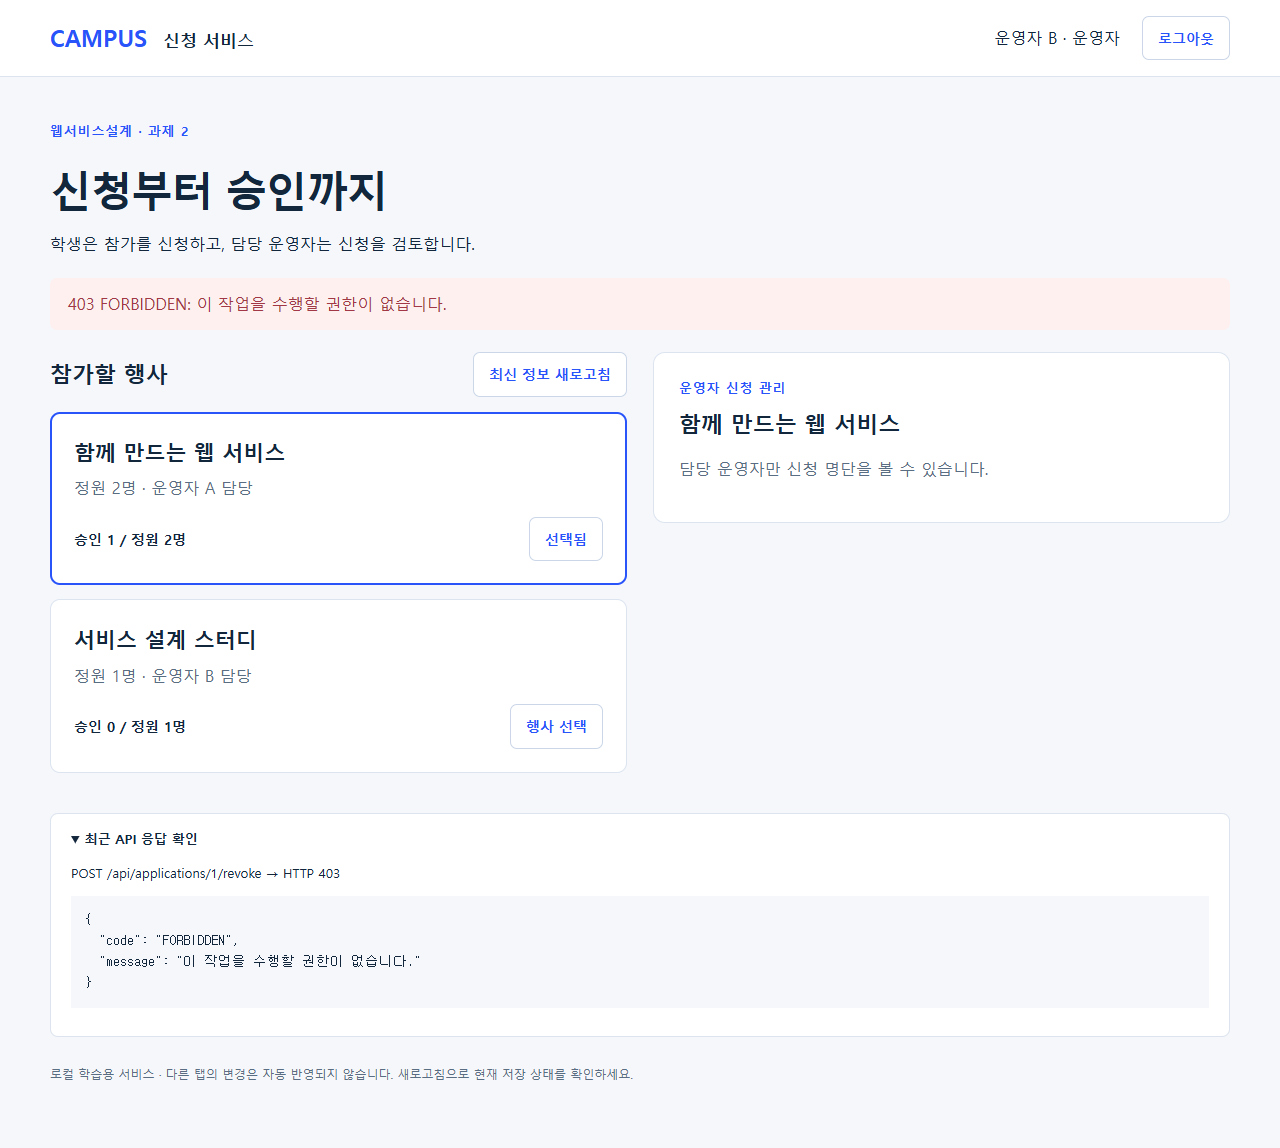 CAMPUS 신청 서비스
운영자 B · 운영자
로그아웃
웹서비스설계 · 과제 2
신청부터 승인까지
학생은 참가를 신청하고, 담당 운영자는 신청을 검토합니다.
403 FORBIDDEN: 이 작업을 수행할 권한이 없습니다.
참가할 행사
최신 정보 새로고침
함께 만드는 웹 서비스
정원 2명 · 운영자 A 담당
승인 1 / 정원 2명
선택됨
서비스 설계 스터디
정원 1명 · 운영자 B 담당
승인 0 / 정원 1명
행사 선택
운영자 신청 관리
함께 만드는 웹 서비스
담당 운영자만 신청 명단을 볼 수 있습니다.
▼ 최근 API 응답 확인
POST /api/applications/1/revoke → HTTP 403
{
"code": "FORBIDDEN",
"message": "이 작업을 수행할 권한이 없습니다."
}
로컬 학습용 서비스 · 다른 탭의 변경은 자동 반영되지 않습니다. 새로고침으로 현재 저장 상태를 확인하세요.